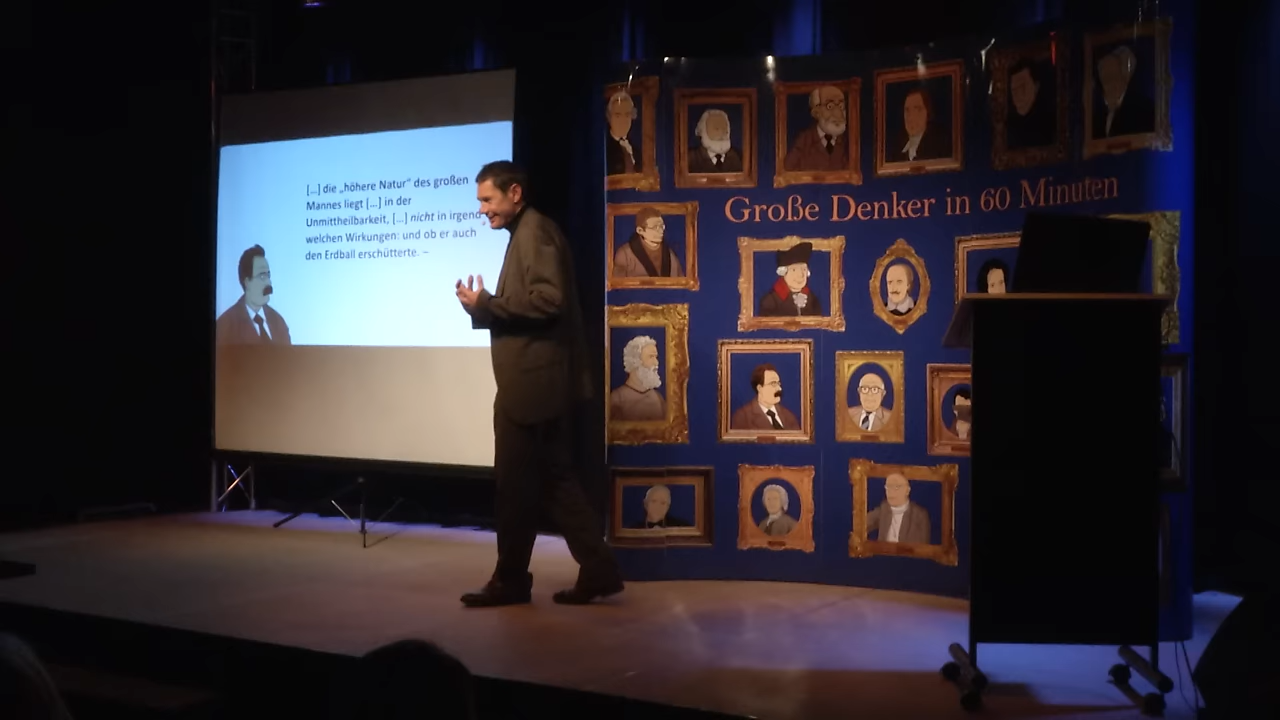 [...] die „höhere Natur“ des großen
Mannes liegt [...] in der
Unmittheilbarkeit, [...] nicht in irgend
welchen Wirkungen: und ob er auch
den Erdball erschütterte. –
Große Denker in 60 Minuten